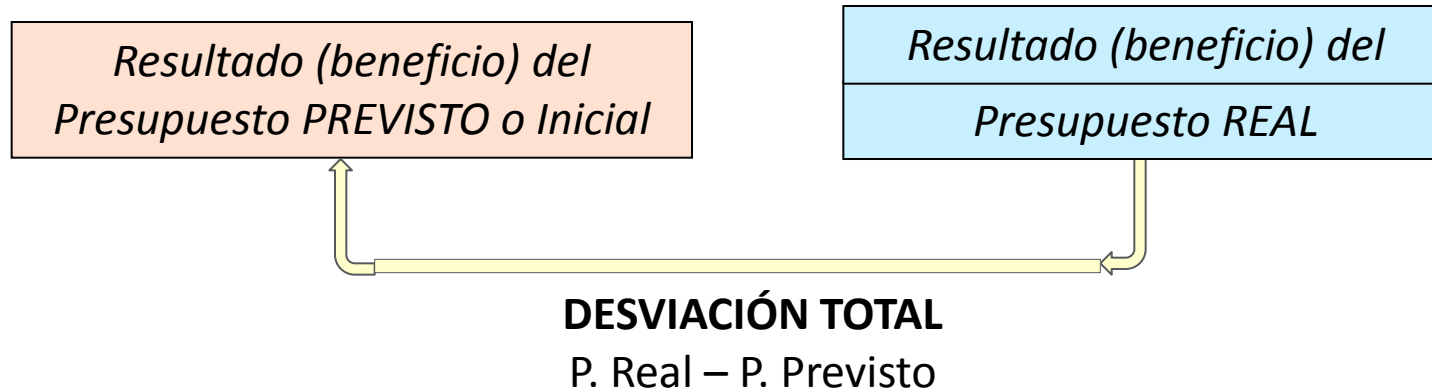 Resultado (beneficio) del
Presupuesto PREVISTO o Inicial
Resultado (beneficio) del
Presupuesto REAL
DESVIACIÓN TOTAL
P. Real – P. Previsto